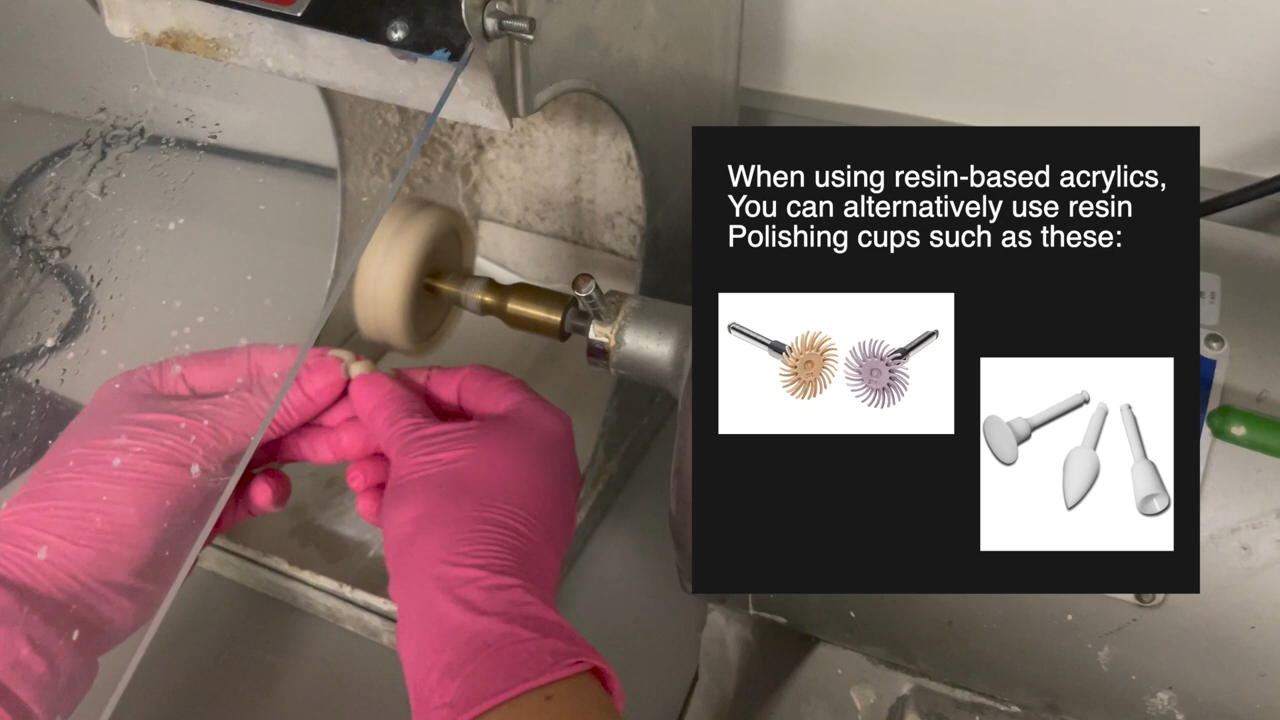 When using resin-based acrylics,
You can alternatively use resin
Polishing cups such as these: